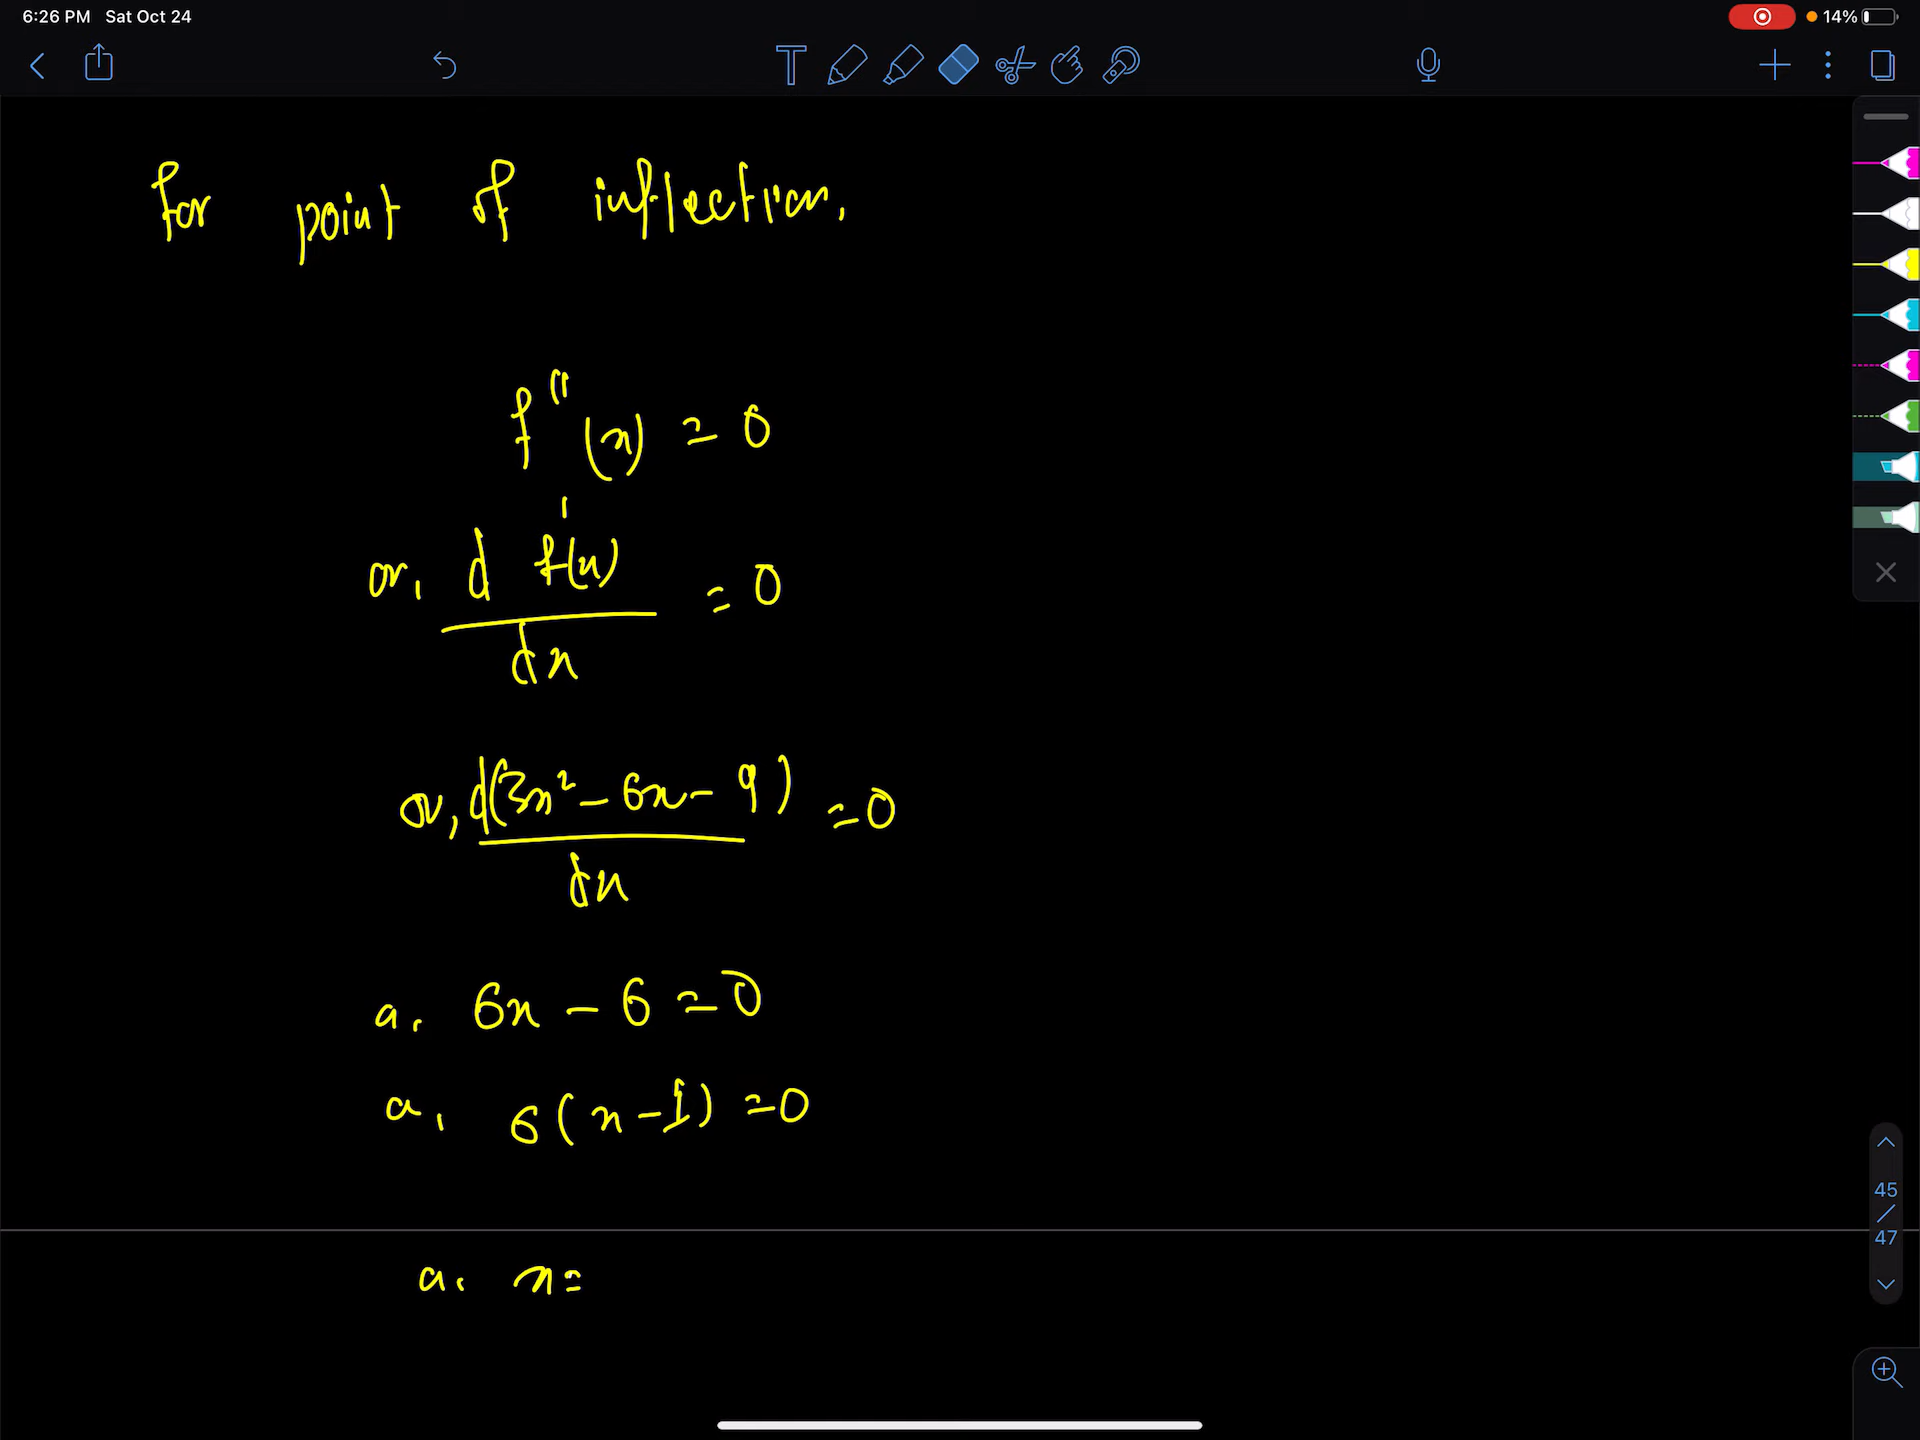 6:26 PM Sat Oct 24
14%
T
for point of inflection,
f''(x) = 0
or, d f'(x) / dx = 0
or, d(3x² - 6x - 9) / dx = 0
or, 6x - 6 = 0
or, 6(x - 1) = 0
45
/
47
or, x =